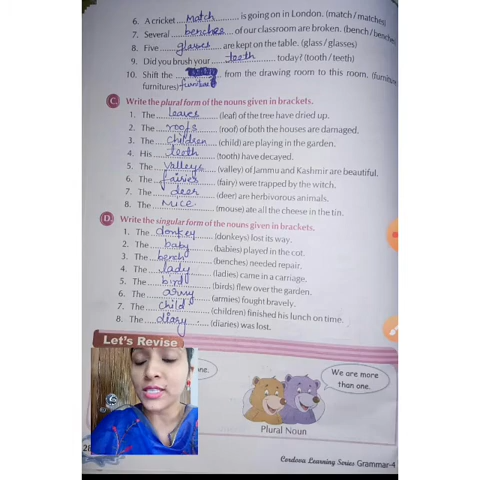 6. A cricket match is going on in London. (match / matches)
7. Several benches of our classroom are broken. (bench / benches)
8. Five glasses are kept on the table. (glass / glasses)
9. Did you brush your teeth today? (tooth / teeth)
10. Shift the from the drawing room to this room. (furniture
furnitures) furniture
C. Write the plural form of the nouns given in brackets.
1. The leaves (leaf) of the tree have dried up.
2. The roofs (roof) of both the houses are damaged.
3. The children (child) are playing in the garden.
4. His teeth (tooth) have decayed.
5. The valleys (valley) of Jammu and Kashmir are beautiful.
6. The fairies (fairy) were trapped by the witch.
7. The deer (deer) are herbivorous animals.
8. The mice (mouse) ate all the cheese in the tin.
D. Write the singular form of the nouns given in brackets.
1. The donkey (donkeys) lost its way.
2. The baby (babies) played in the cot.
3. The bench (benches) needed repair.
4. The lady (ladies) came in a carriage.
5. The bird (birds) flew over the garden.
6. The army (armies) fought bravely.
7. The child (children) finished his lunch on time.
8. The diary (diaries) was lost.
Let's Revise
one.
We are more
than one.
Plural Noun
Cordova Learning Series Grammar-4